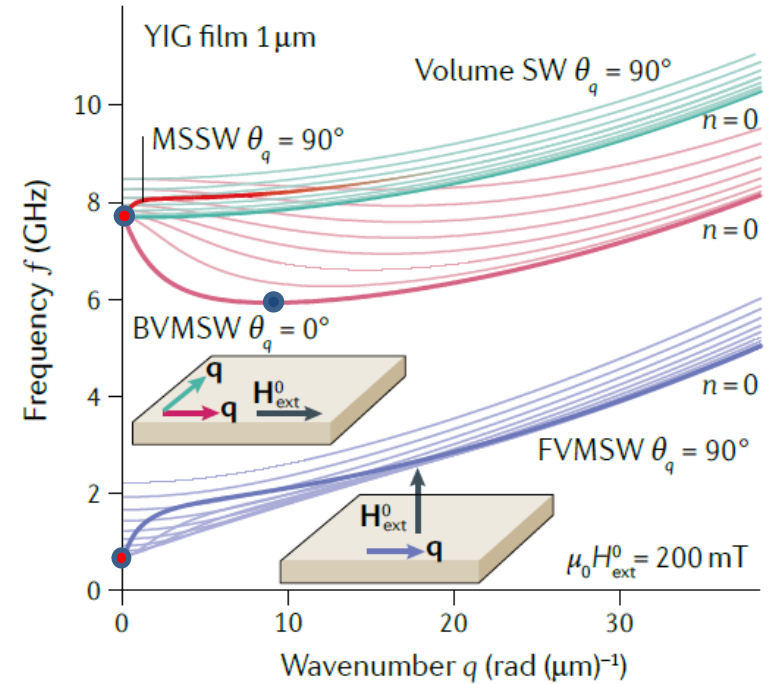 YIG film 1 μm
Volume SW θq = 90°
10
n=0
MSSW θq = 90°
8
n=0
6
BVMSW θq = 0°
q
q H⁰ext
4
n=0
FVMSW θq = 90°
2
H⁰ext
q
μ₀H⁰ext = 200 mT
0
0 10 20 30
Wavenumber q (rad (μm)⁻¹)
Frequency f (GHz)